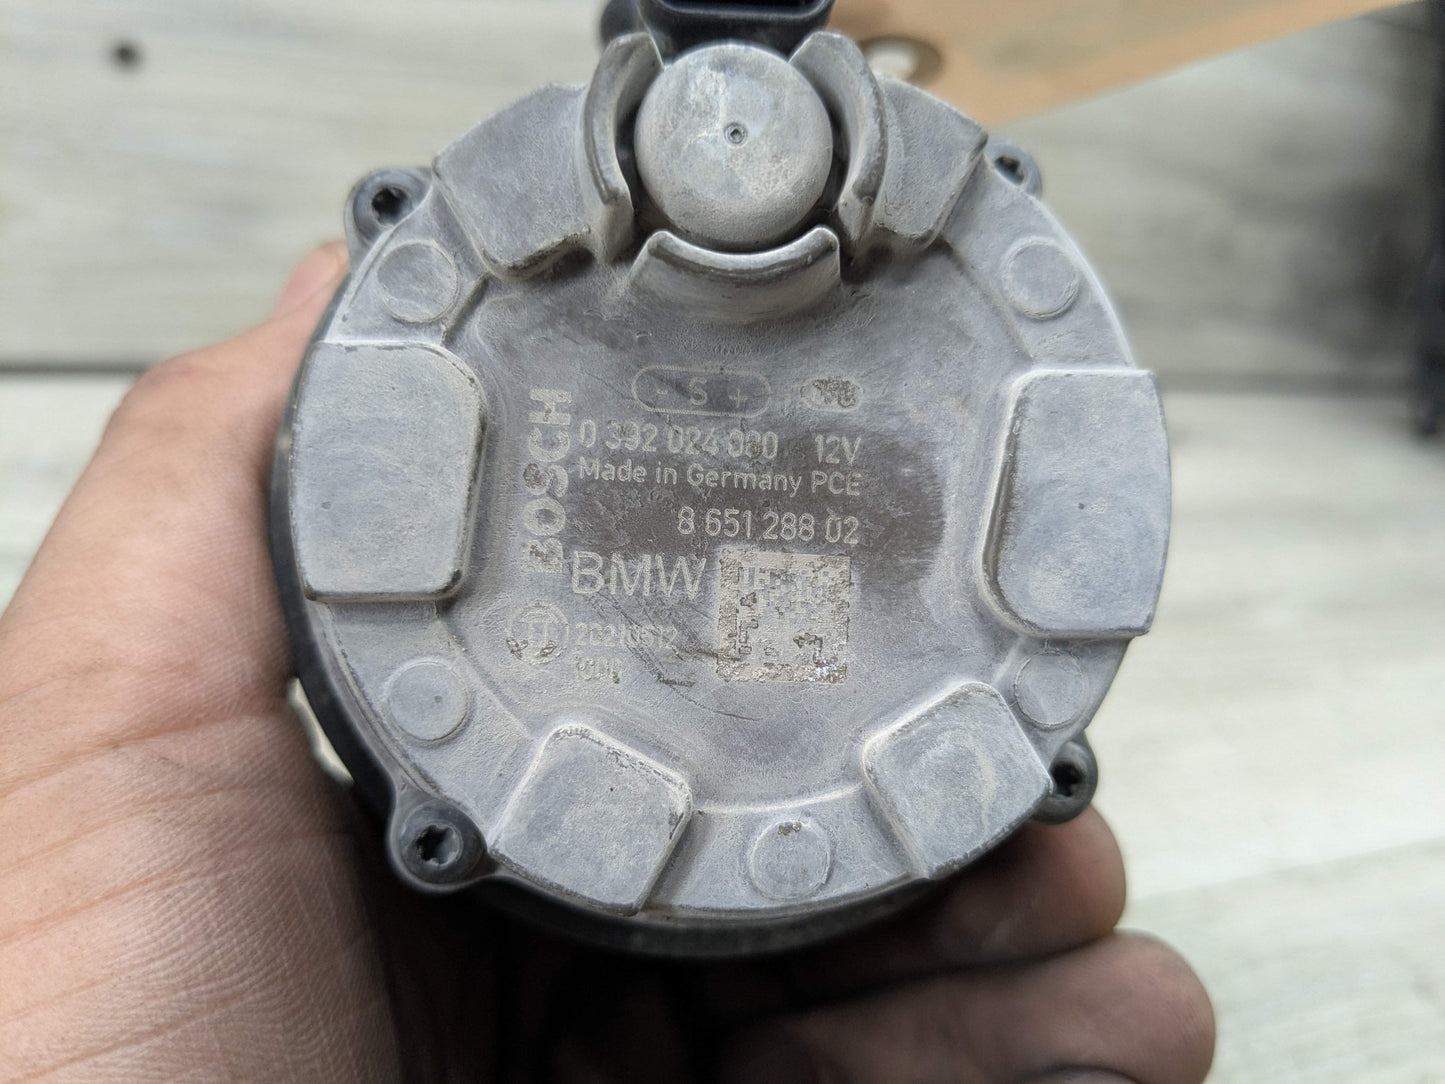 - S +
BOSCH
0 392 024 080 12V
Made in Germany PCE
8 651 288 02
BMW